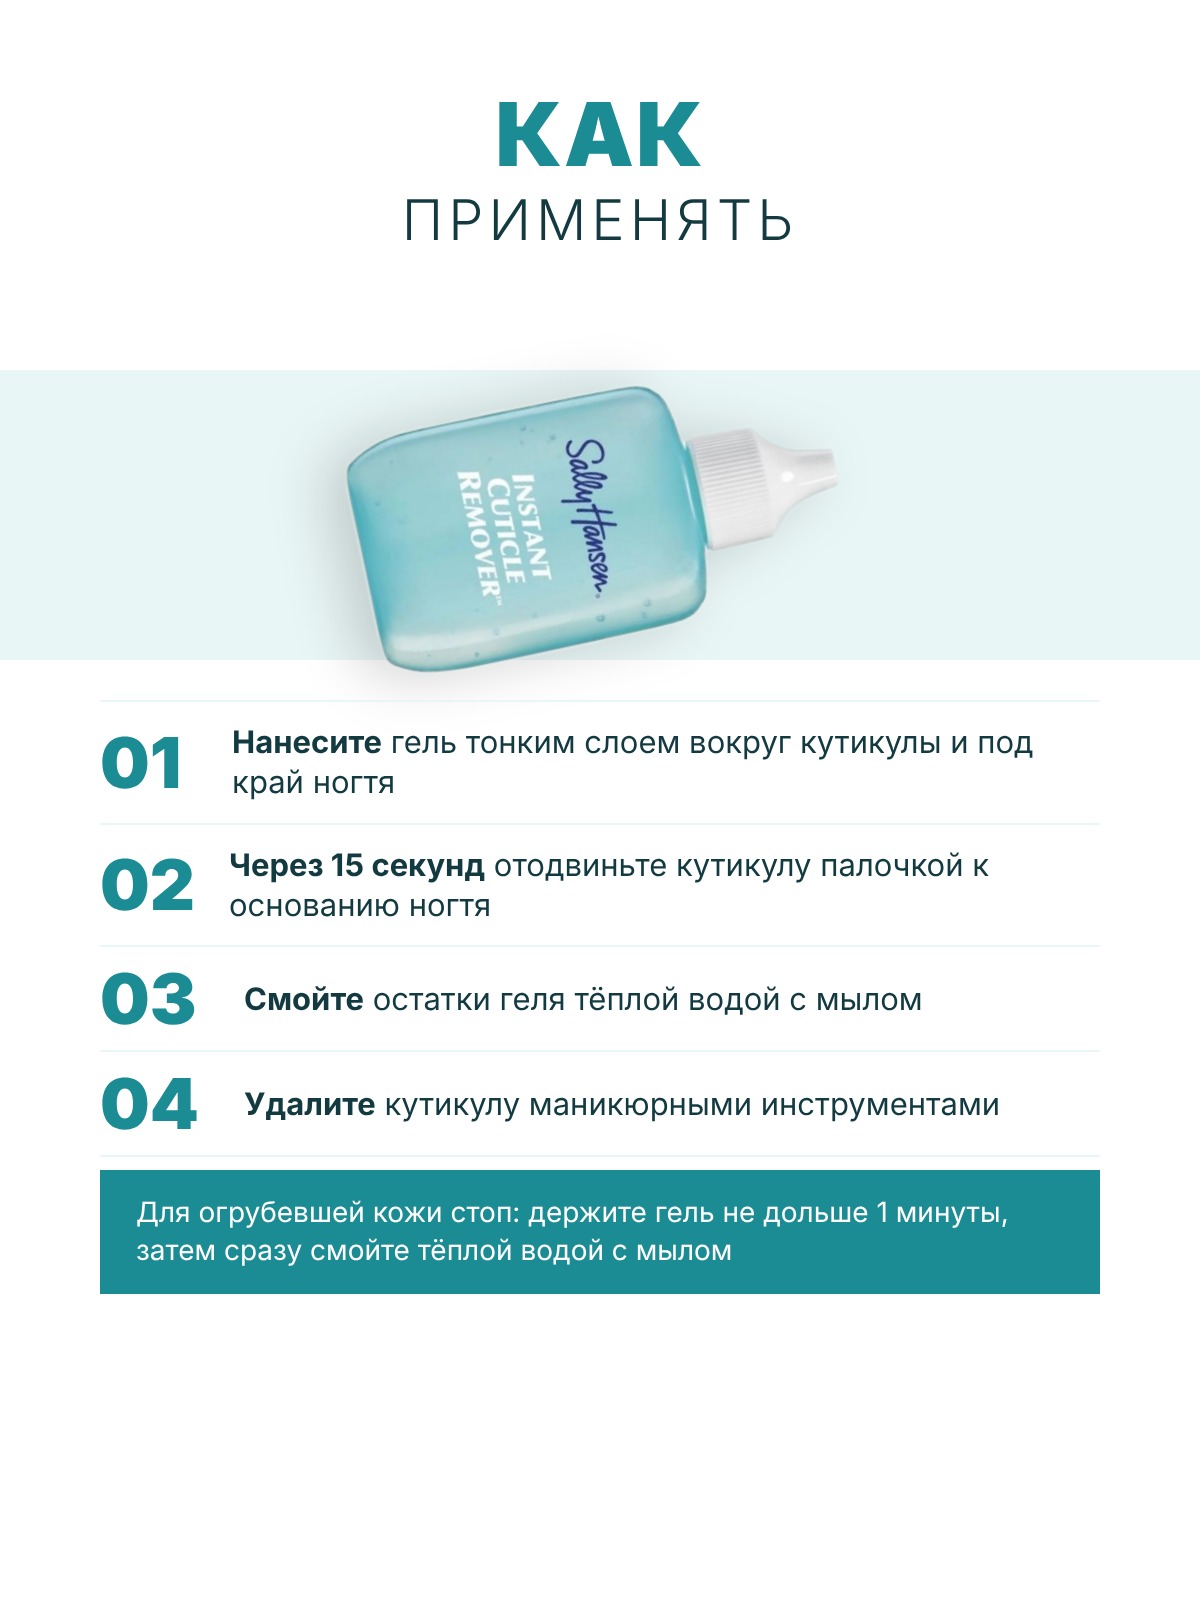 КАК
ПРИМЕНЯТЬ
Sally Hansen®
INSTANT
CUTICLE
REMOVER™
01
Нанесите гель тонким слоем вокруг кутикулы и под
край ногтя
02
Через 15 секунд отодвиньте кутикулу палочкой к
основанию ногтя
03
Смойте остатки геля тёплой водой с мылом
04
Удалите кутикулу маникюрными инструментами
Для огрубевшей кожи стоп: держите гель не дольше 1 минуты,
затем сразу смойте тёплой водой с мылом